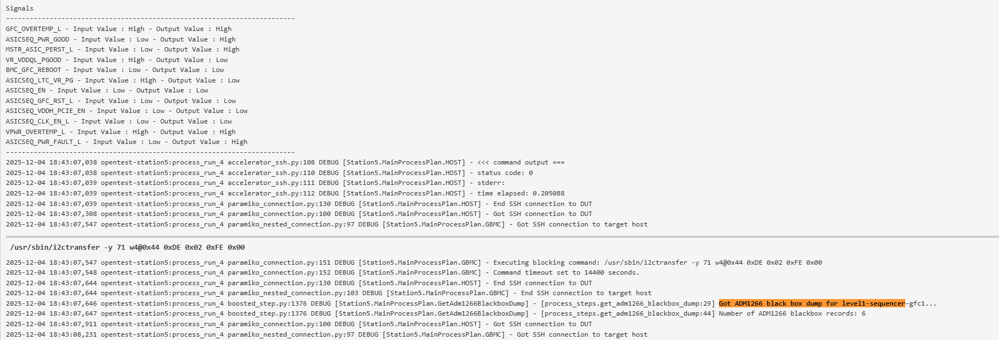 Signals
------------------------------------------------------------------------
GFC_OVERTEMP_L - Input Value : High - Output Value : High
ASICSEQ_PWR_GOOD - Input Value : Low - Output Value : High
MSTR_ASIC_PERST_L - Input Value : Low - Output Value : High
VR_VDDQL_PGOOD - Input Value : High - Output Value : Low
BMC_GFC_REBOOT - Input Value : Low - Output Value : Low
ASICSEQ_LTC_VR_PG - Input Value : High - Output Value : Low
ASICSEQ_EN - Input Value : Low - Output Value : Low
ASICSEQ_GFC_RST_L - Input Value : Low - Output Value : Low
ASICSEQ_VDDH_PCIE_EN - Input Value : Low - Output Value : Low
ASICSEQ_CLK_EN_L - Input Value : Low - Output Value : Low
VPWR_OVERTEMP_L - Input Value : High - Output Value : High
ASICSEQ_PWR_FAULT_L - Input Value : Low - Output Value : High
------------------------------------------------------------------------
2025-12-04 18:43:07,038 opentest-station5:process_run_4 accelerator_ssh.py:108 DEBUG [Station5.MainProcessPlan.HOST] - <<< command output ===
2025-12-04 18:43:07,038 opentest-station5:process_run_4 accelerator_ssh.py:110 DEBUG [Station5.MainProcessPlan.HOST] - status code: 0
2025-12-04 18:43:07,039 opentest-station5:process_run_4 accelerator_ssh.py:111 DEBUG [Station5.MainProcessPlan.HOST] - stderr:
2025-12-04 18:43:07,039 opentest-station5:process_run_4 accelerator_ssh.py:112 DEBUG [Station5.MainProcessPlan.HOST] - time elapsed: 0.205088
2025-12-04 18:43:07,039 opentest-station5:process_run_4 paramiko_connection.py:130 DEBUG [Station5.MainProcessPlan.HOST] - End SSH connection to DUT
2025-12-04 18:43:07,308 opentest-station5:process_run_4 paramiko_connection.py:100 DEBUG [Station5.MainProcessPlan.HOST] - Got SSH connection to DUT
2025-12-04 18:43:07,547 opentest-station5:process_run_4 paramiko_nested_connection.py:97 DEBUG [Station5.MainProcessPlan.GBMC] - Got SSH connection to target host
/usr/sbin/i2ctransfer -y 71 w4@0x44 0xDE 0x02 0xFE 0x00
2025-12-04 18:43:07,547 opentest-station5:process_run_4 paramiko_connection.py:151 DEBUG [Station5.MainProcessPlan.GBMC] - Executing blocking command: /usr/sbin/i2ctransfer -y 71 w4@0x44 0xDE 0x02 0xFE 0x00
2025-12-04 18:43:07,548 opentest-station5:process_run_4 paramiko_connection.py:152 DEBUG [Station5.MainProcessPlan.GBMC] - Command timeout set to 14400 seconds.
2025-12-04 18:43:07,644 opentest-station5:process_run_4 paramiko_connection.py:130 DEBUG [Station5.MainProcessPlan.HOST] - End SSH connection to DUT
2025-12-04 18:43:07,644 opentest-station5:process_run_4 paramiko_nested_connection.py:103 DEBUG [Station5.MainProcessPlan.GBMC] - End SSH connection to target host
2025-12-04 18:43:07,646 opentest-station5:process_run_4 boosted_step.py:1376 DEBUG [Station5.MainProcessPlan.GetAdm1266BlackboxDump] - [process_steps.get_adm1266_blackbox_dump:29] Got ADM1266 black box dump for level1-sequencer-gfc1...
2025-12-04 18:43:07,647 opentest-station5:process_run_4 boosted_step.py:1376 DEBUG [Station5.MainProcessPlan.GetAdm1266BlackboxDump] - [process_steps.get_adm1266_blackbox_dump:44] Number of ADM1266 blackbox records: 6
2025-12-04 18:43:07,911 opentest-station5:process_run_4 paramiko_connection.py:100 DEBUG [Station5.MainProcessPlan.HOST] - Got SSH connection to DUT
2025-12-04 18:43:08,231 opentest-station5:process_run_4 paramiko_nested_connection.py:97 DEBUG [Station5.MainProcessPlan.GBMC] - Got SSH connection to target host